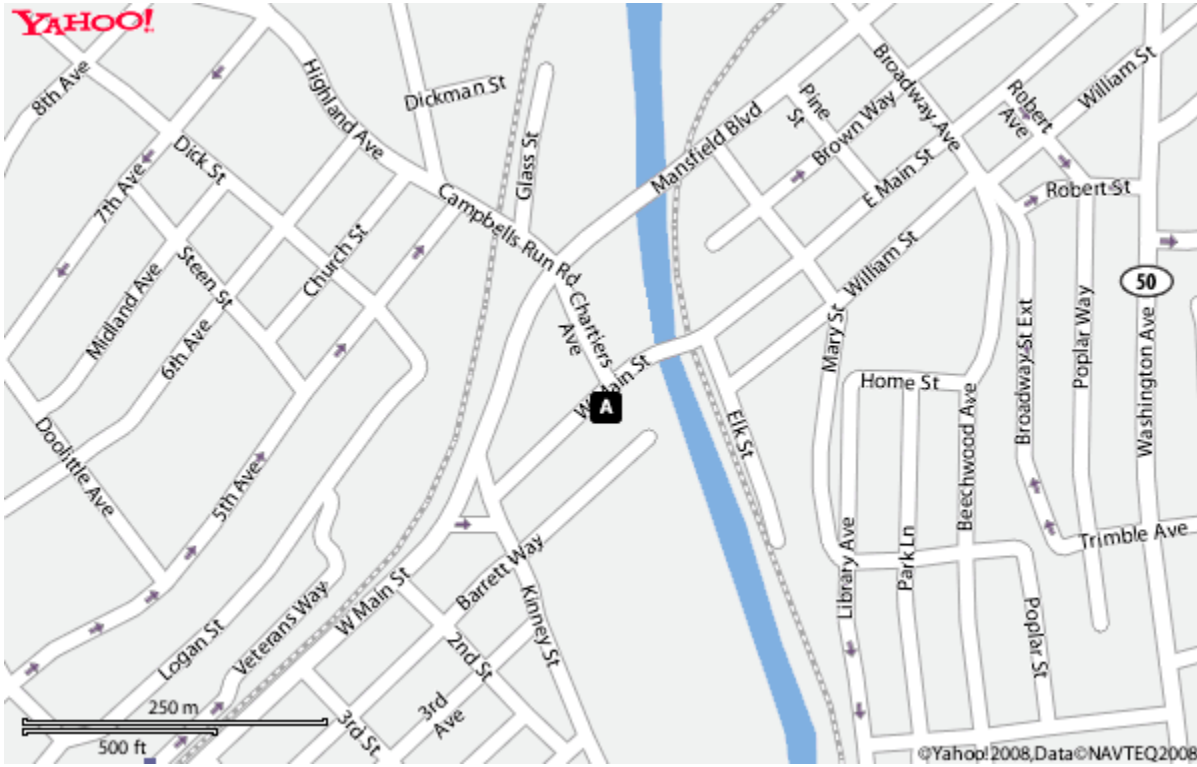 YAHOO!
8th Ave
Highland Ave
Dickman St
Glass St
Broadway Ave
William St
Robert
Ave
Pine
St
Brown Way
Mansfield Blvd
Dick St
7th Ave
E Main St
Robert St
Campbells Run Rd
Church St
Steen St
Midland Ave
6th Ave
William St
50
Chartiers
Ave
Mary St
Broadway St Ext
Poplar Way
Washington Ave
W Main St
A
Home St
Elk St
Beechwood Ave
Doolittle Ave
5th Ave
Trimble Ave
Library Ave
Park Ln
Barrett Way
W Main St
Kinney St
Poplar St
Veterans Way
Logan St
2nd St
3rd
Ave
3rd St
250 m
500 ft
©Yahoo!2008,Data©NAVTEQ2008